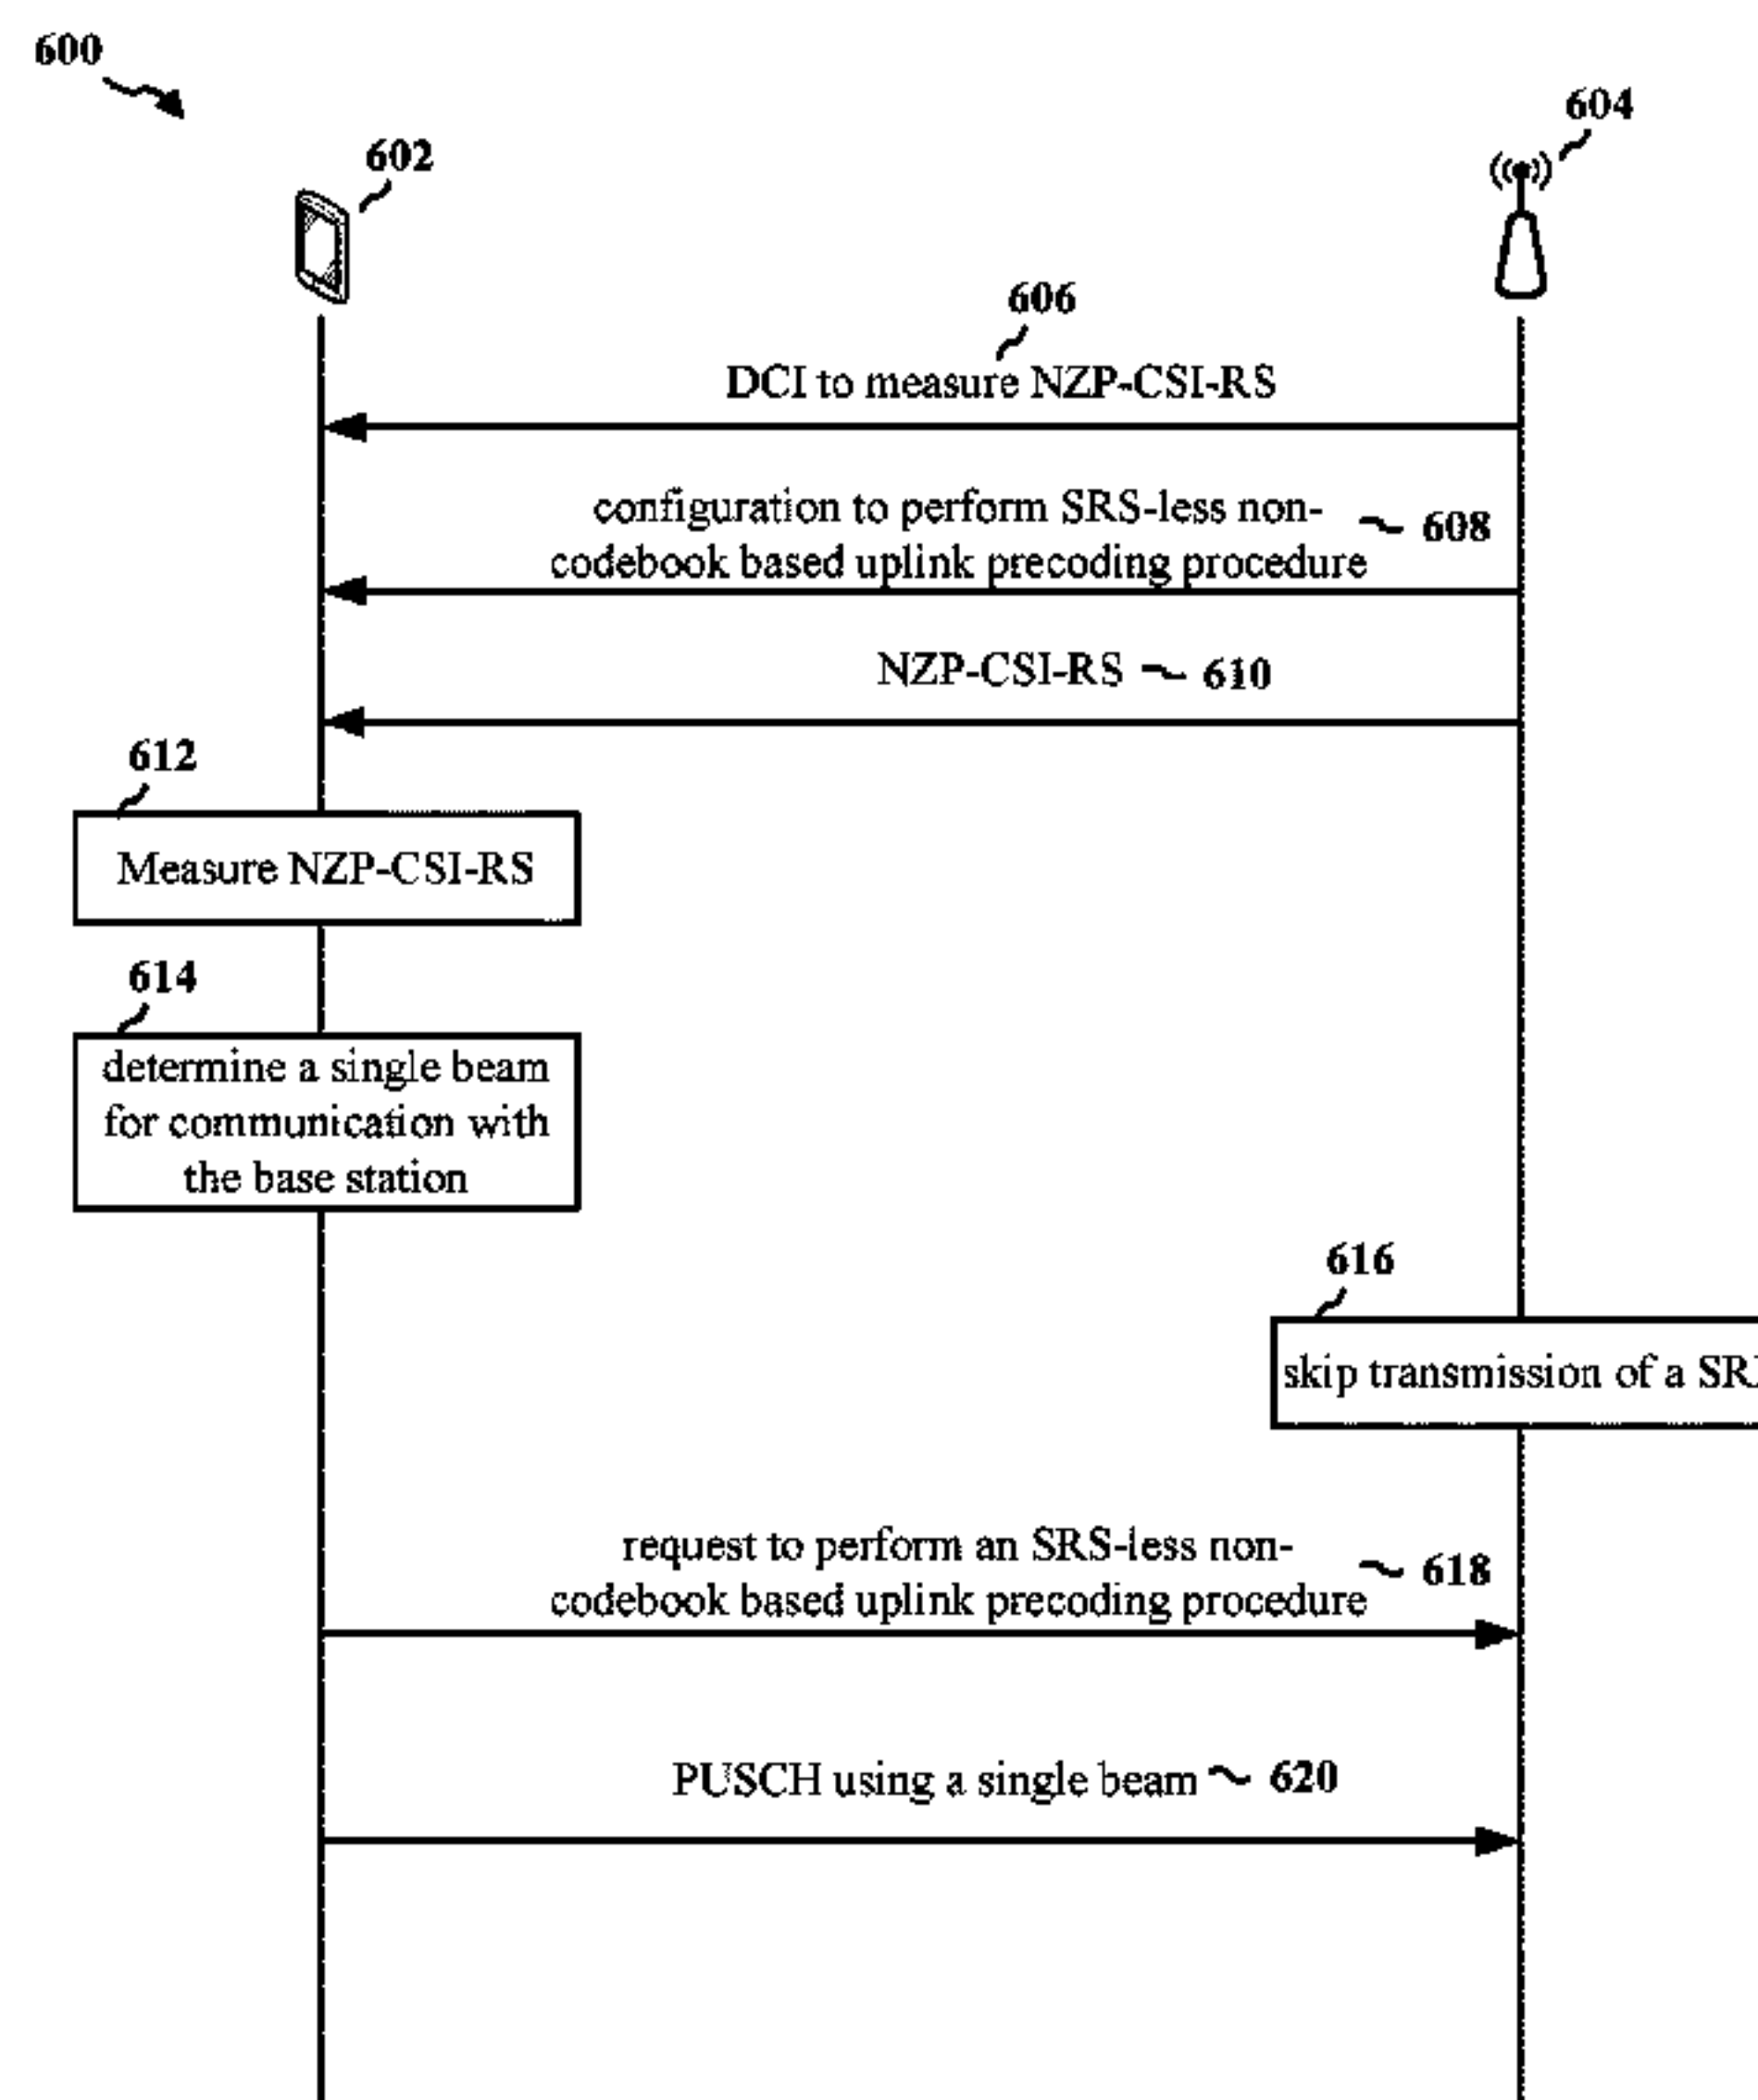 600
604
602
606
DCI to measure NZP-CSI-RS
configuration to perform SRS-less non-
608
codebook based uplink precoding procedure
NZP-CSI-RS 610
612
Measure NZP-CSI-RS
614
determine a single beam
for communication with
the base station
616
skip transmission of a
request to perform an SRS-less non-
618
codebook based uplink precoding procedure
PUSCH using a single beam 620